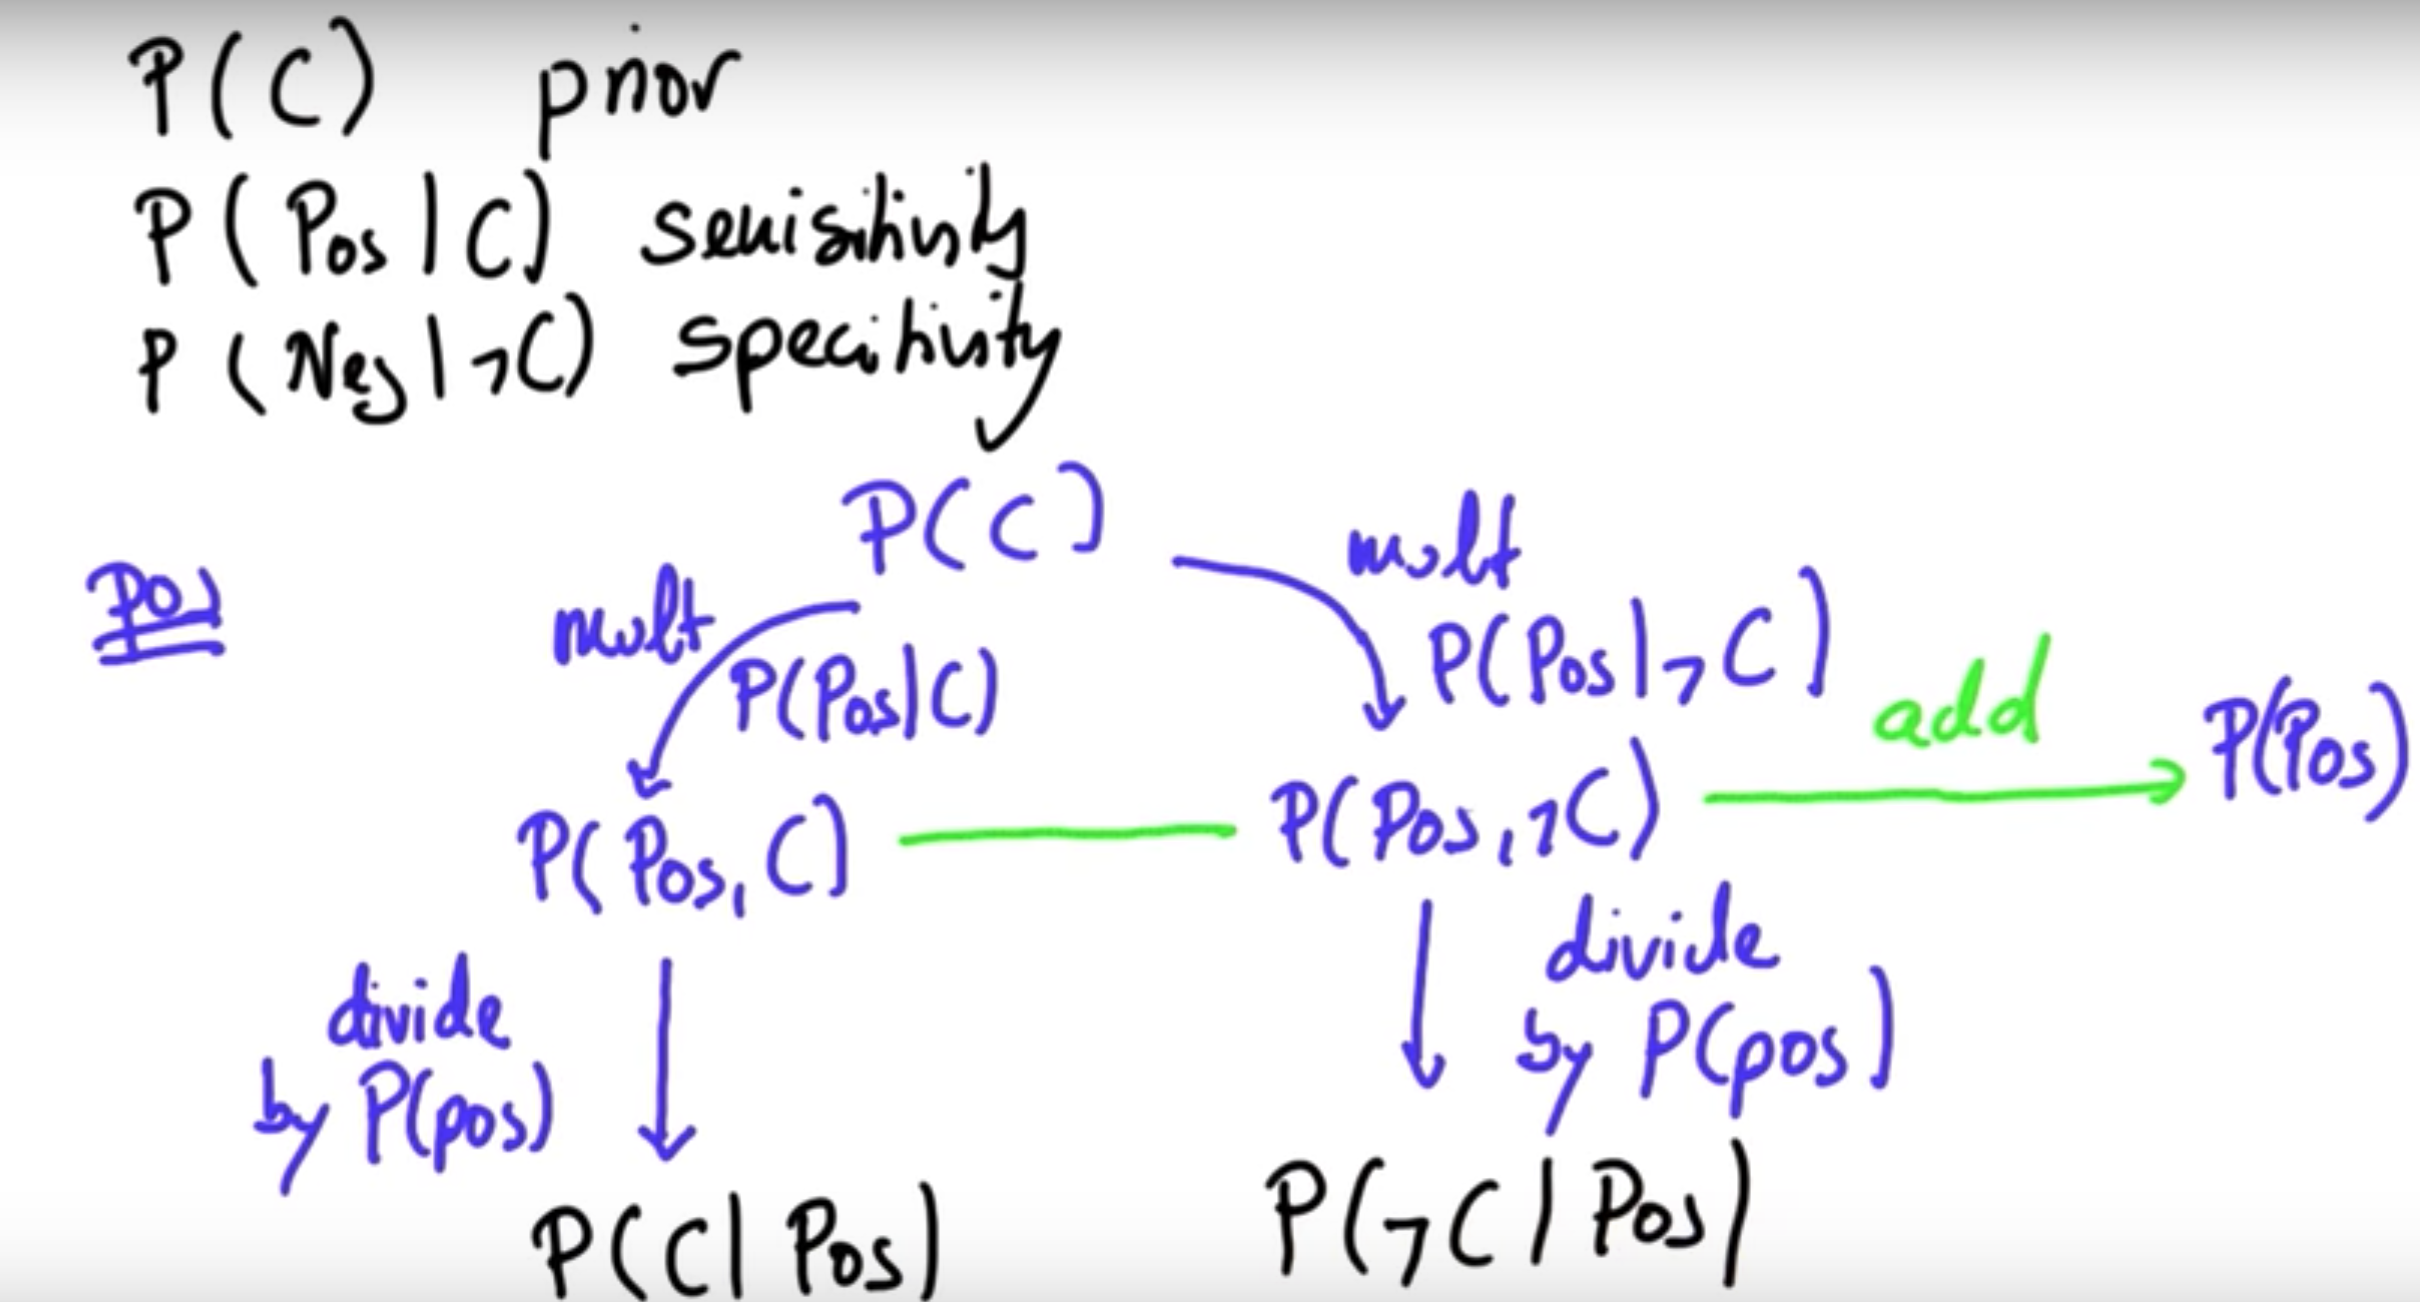 P(C) prior
P(Pos|C) sensitivity
P(Neg|¬C) specitivity
P(C)
Pos
mult
mult
P(Pos|C)
P(Pos|¬C)
add
P(Pos)
P(Pos,C)
P(Pos,¬C)
divide
by P(pos)
divide
by P(pos)
P(C|Pos)
P(¬C|Pos)